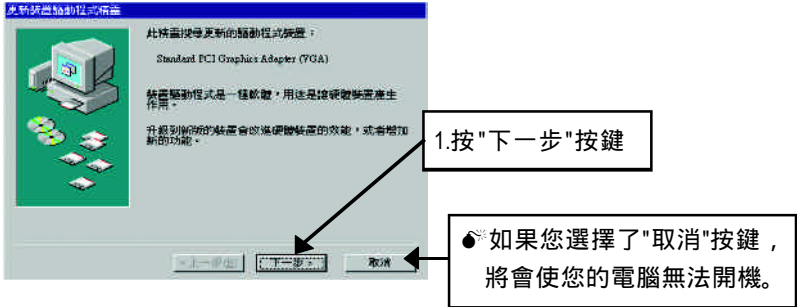 更新裝置驅動程式精靈
此精靈搜尋更新的驅動程式裝置：
Standard PCI Graphics Adapter (VGA)
裝置驅動程式是一種軟體，用途是讓硬體裝置產生
作用。
升級到新版的裝置會改進硬體裝置的效能，或者增加
新的功能。
1.按"下一步"按鍵
< 上一步(B)
下一步 >
取消
💣如果您選擇了"取消"按鍵，
將會使您的電腦無法開機。